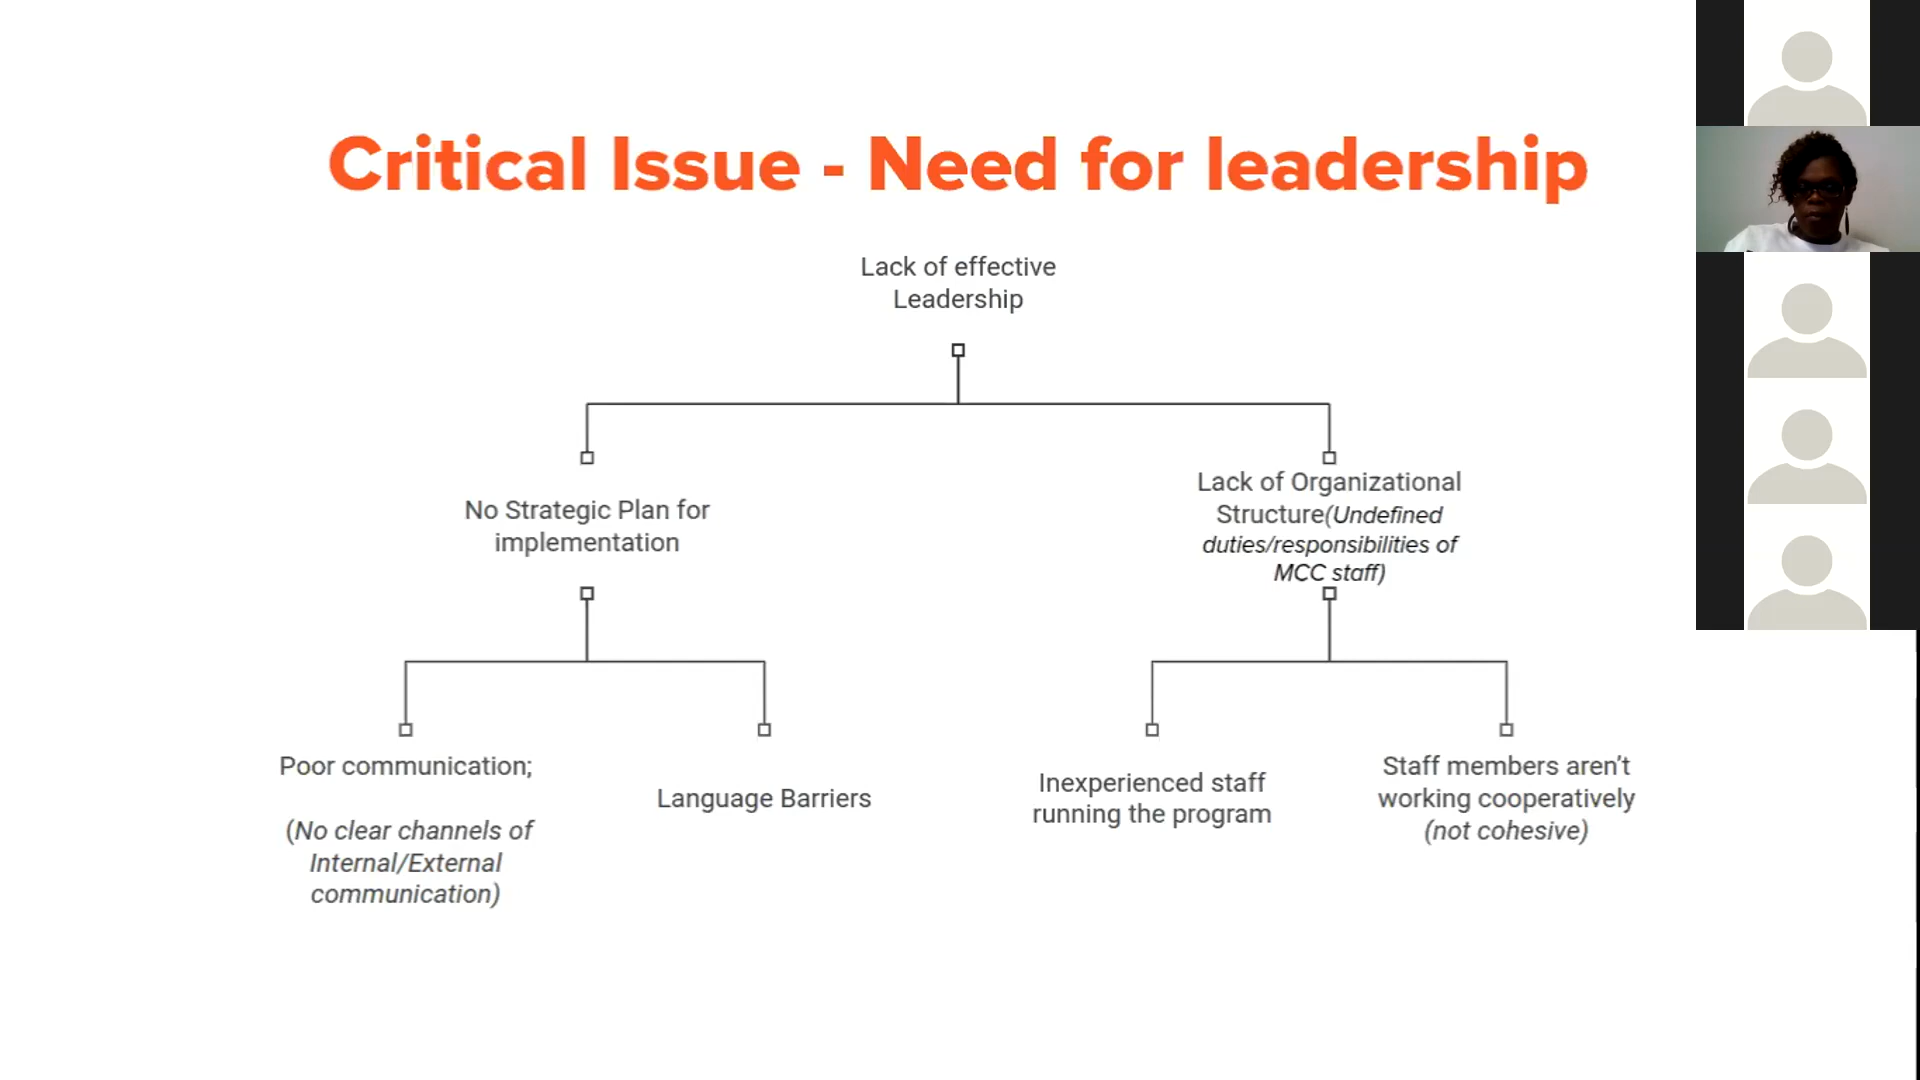 Critical Issue - Need for leadership
Lack of effective
Leadership
No Strategic Plan for
implementation
Lack of Organizational
Structure(Undefined
duties/responsibilities of
MCC staff)
Poor communication;
(No clear channels of
Internal/External
communication)
Language Barriers
Inexperienced staff
running the program
Staff members aren’t
working cooperatively
(not cohesive)